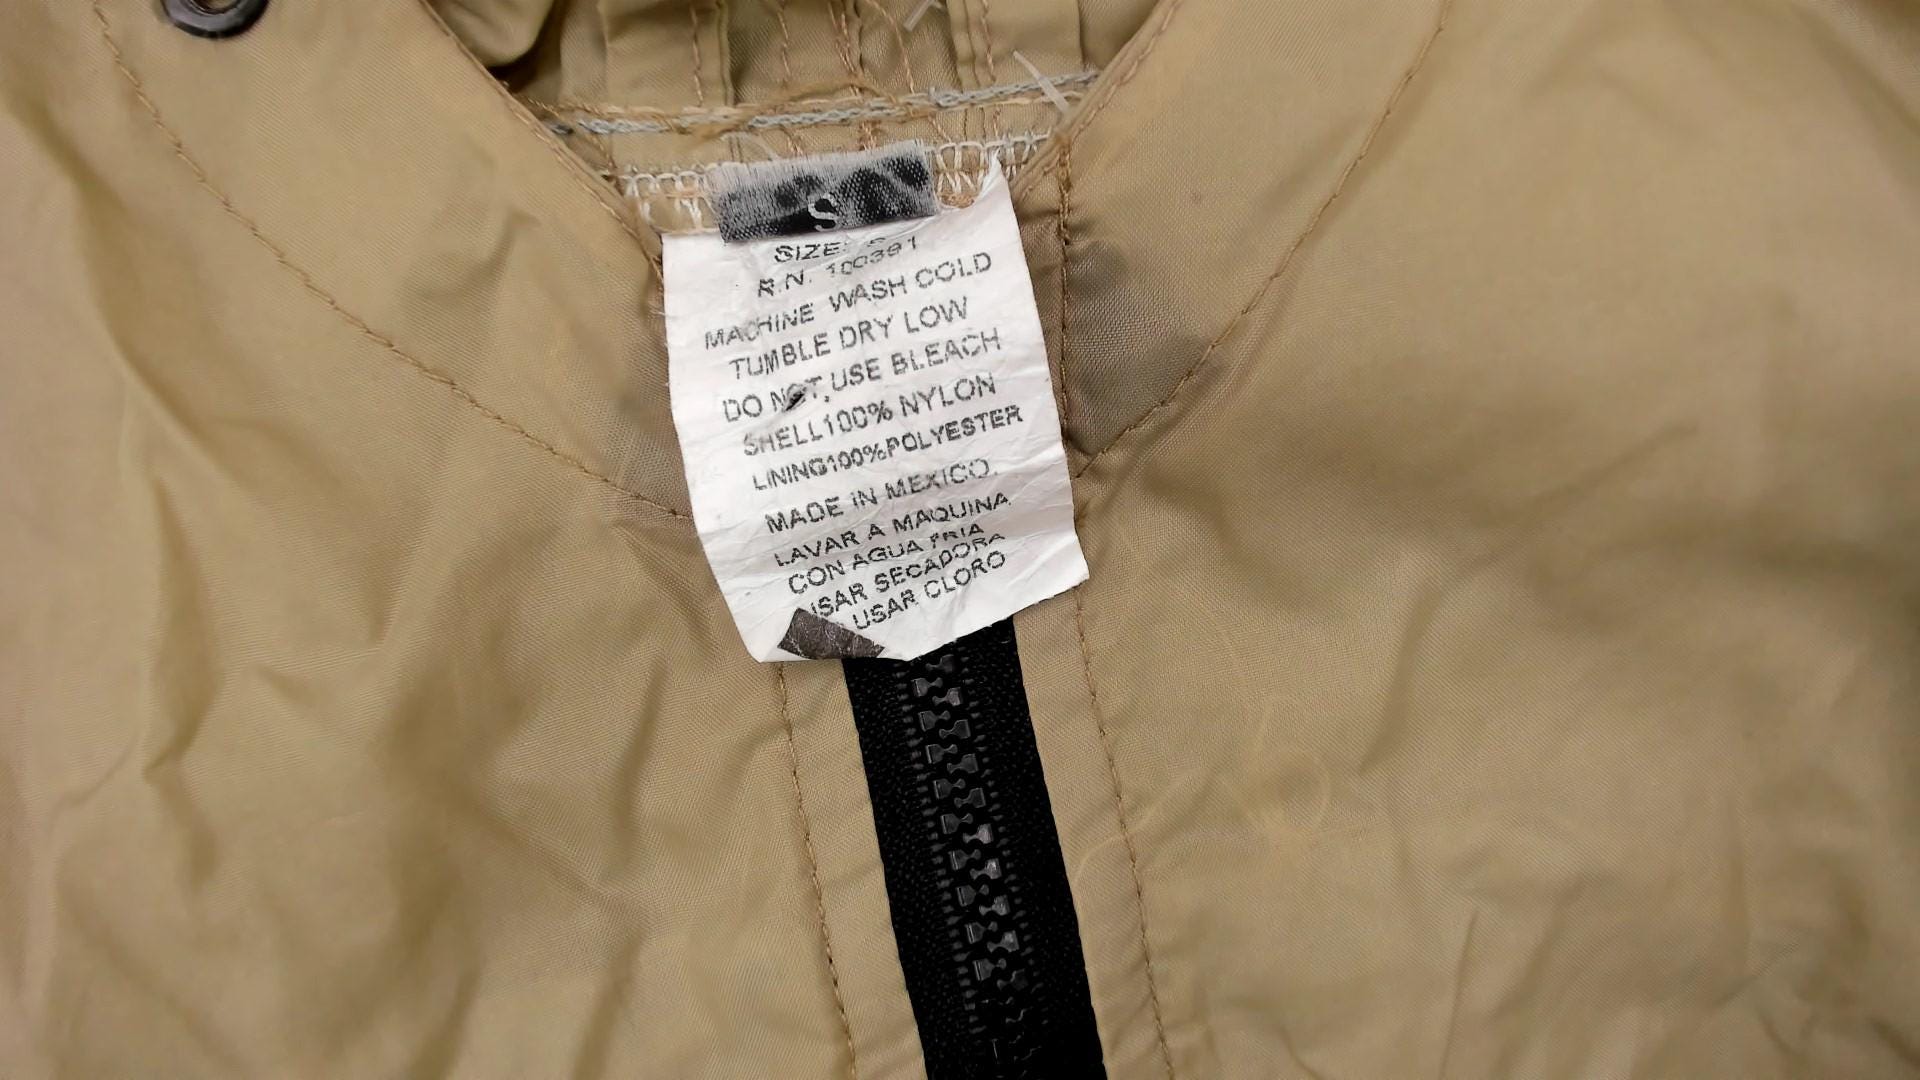 S
SIZE: S
R.N. 100391
MACHINE WASH COLD
TUMBLE DRY LOW
DO NOT, USE BLEACH
SHELL100% NYLON
LINING100%POLYESTER
MADE IN MEXICO.
LAVAR A MAQUINA
CON AGUA FRIA
USAR SECADORA
USAR CLORO